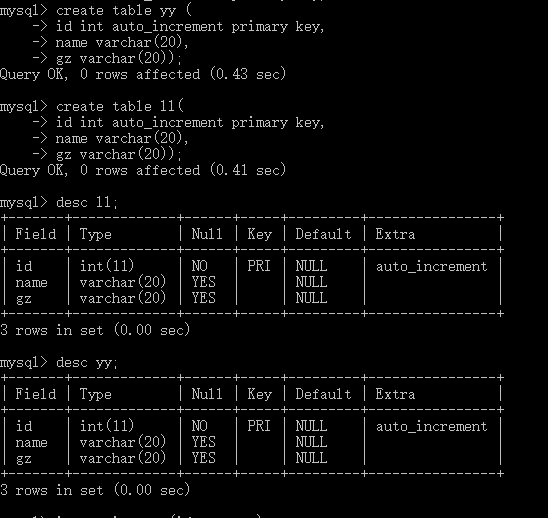 mysql> create table yy (
    -> id int auto_increment primary key,
    -> name varchar(20),
    -> gz varchar(20));
Query OK, 0 rows affected (0.43 sec)
mysql> create table ll(
    -> id int auto_increment primary key,
    -> name varchar(20),
    -> gz varchar(20));
Query OK, 0 rows affected (0.41 sec)
mysql> desc ll;
+-------+-------------+------+-----+---------+----------------+
| Field | Type        | Null | Key | Default | Extra          |
+-------+-------------+------+-----+---------+----------------+
| id    | int(11)     | NO   | PRI | NULL    | auto_increment |
| name  | varchar(20) | YES  |     | NULL    |                |
| gz    | varchar(20) | YES  |     | NULL    |                |
+-------+-------------+------+-----+---------+----------------+
3 rows in set (0.00 sec)
mysql> desc yy;
+-------+-------------+------+-----+---------+----------------+
| Field | Type        | Null | Key | Default | Extra          |
+-------+-------------+------+-----+---------+----------------+
| id    | int(11)     | NO   | PRI | NULL    | auto_increment |
| name  | varchar(20) | YES  |     | NULL    |                |
| gz    | varchar(20) | YES  |     | NULL    |                |
+-------+-------------+------+-----+---------+----------------+
3 rows in set (0.00 sec)